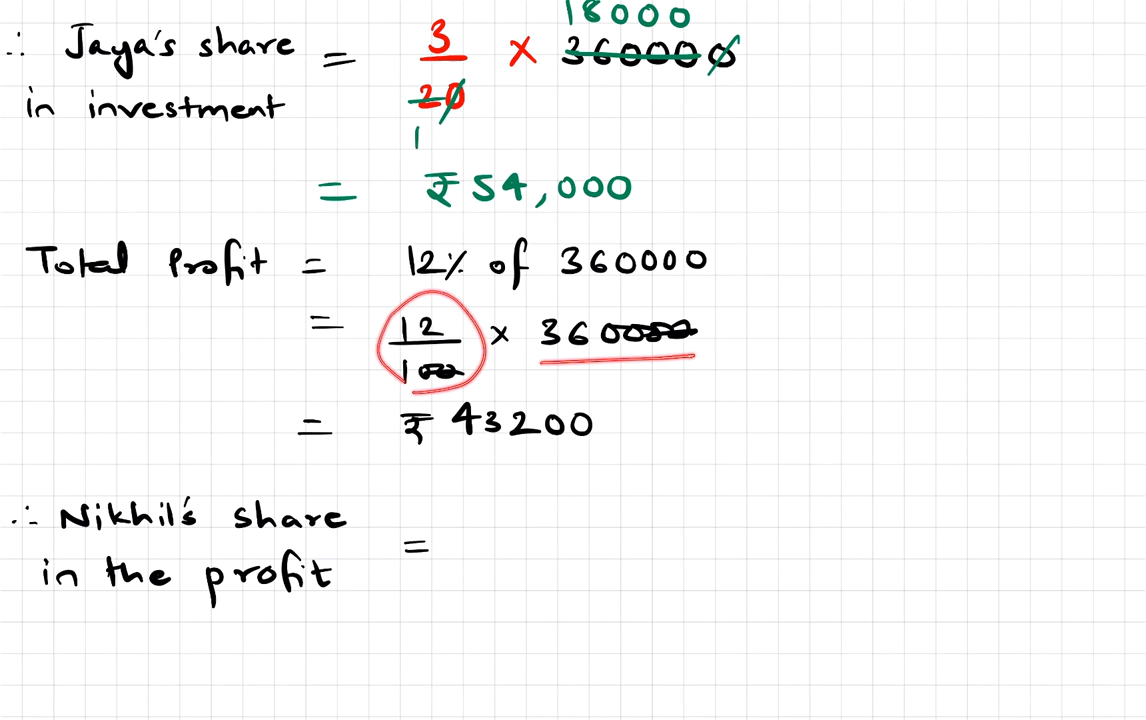 18000
∴ Jaya's share = 3/20 × 360000
in investment
1
= ₹ 54,000
Total Profit = 12% of 360000
= 12/100 × 360000
= ₹ 43200
∴ Nikhil's share
in the profit =